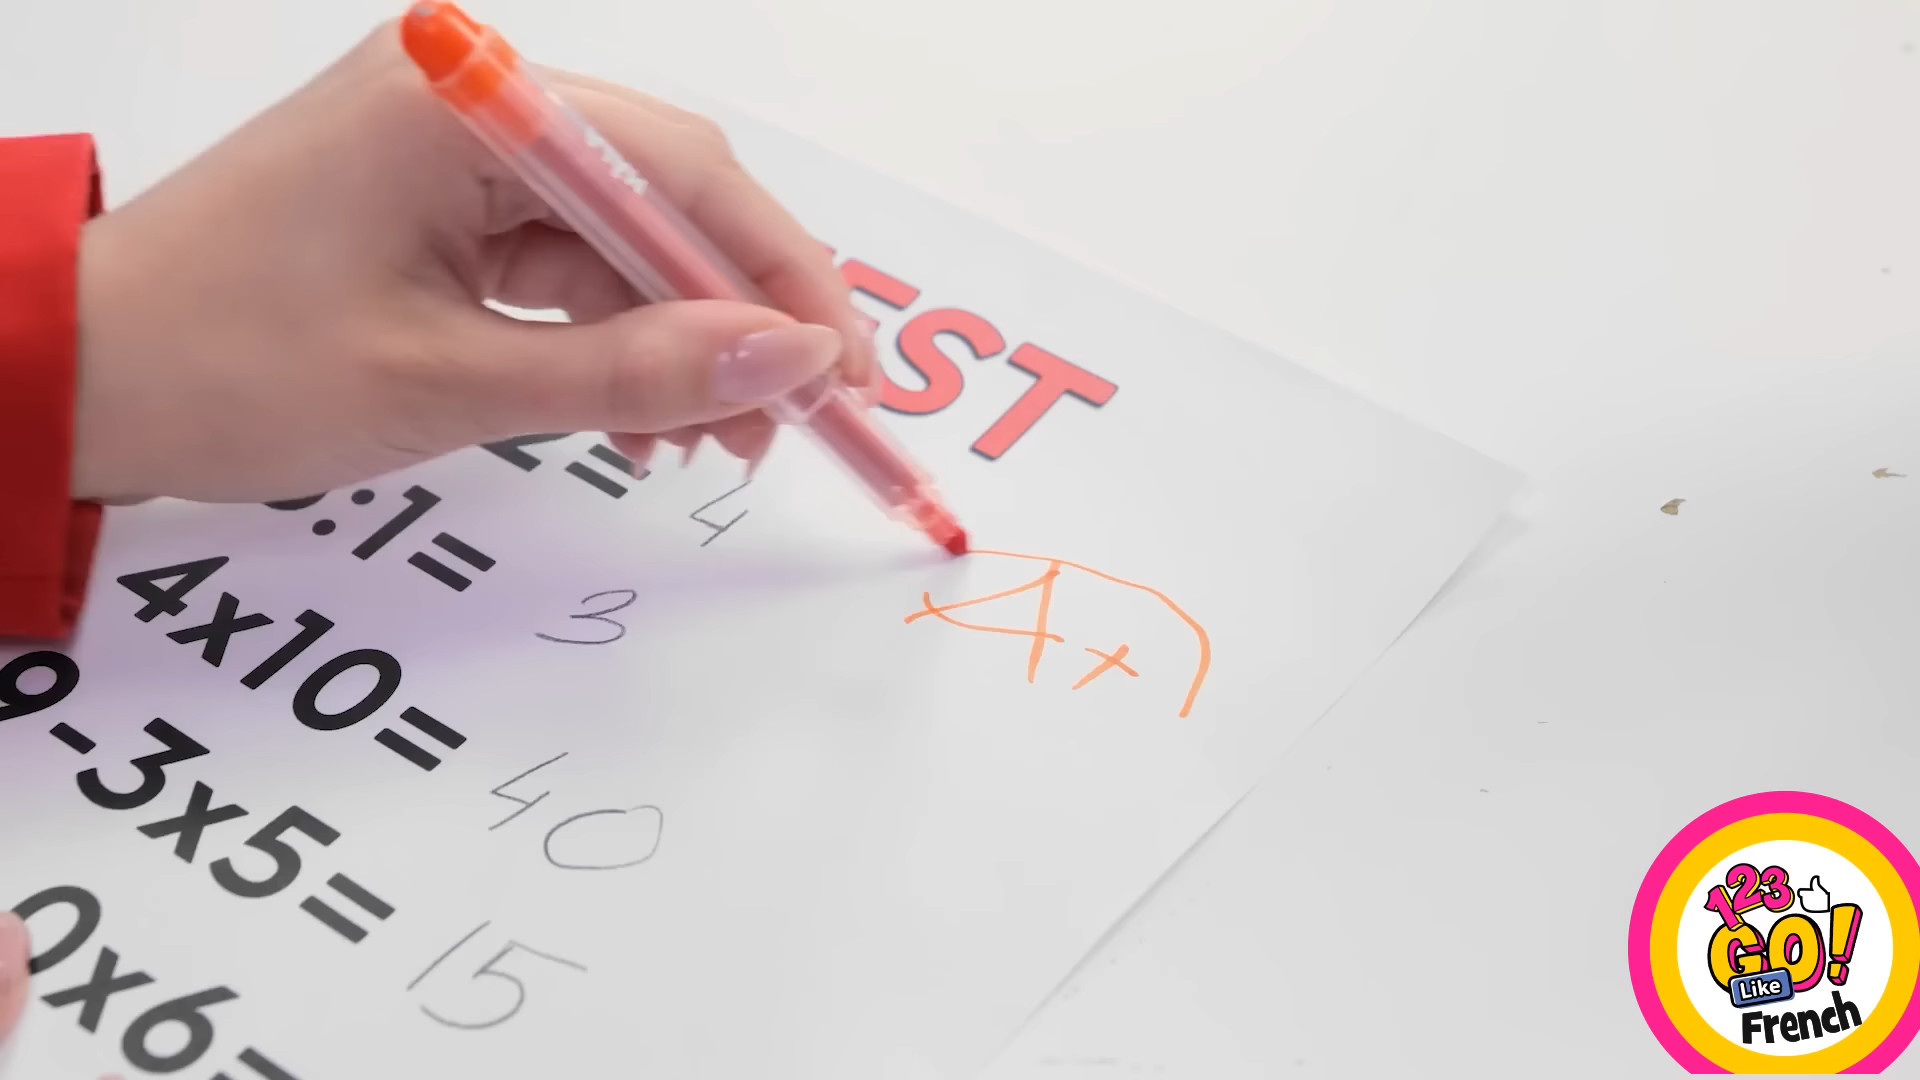 EST
2= 4
:1= 3
4x10= 40
A+
9-3x5= 15
0x6=
123
GO!
Like
French